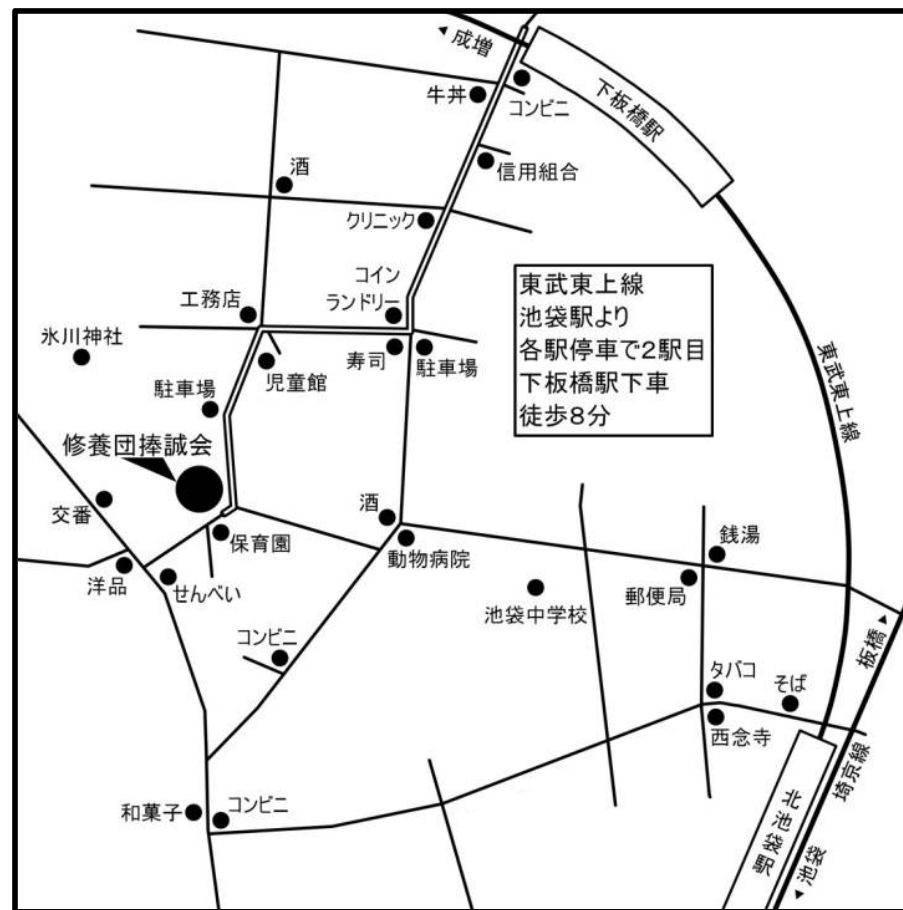 ◀成増
下板橋駅
牛丼
コンビニ
酒
信用組合
クリニック
コイン
ランドリー
工務店
東武東上線
池袋駅より
各駅停車で2駅目
下板橋駅下車
徒歩8分
氷川神社
寿司
駐車場
児童館
東武東上線
駐車場
修養団捧誠会
交番
酒
保育園
動物病院
銭湯
洋品
せんべい
池袋中学校
郵便局
コンビニ
板橋▶
タバコ
そば
西念寺
埼京線
和菓子
コンビニ
北池袋駅
◀池袋